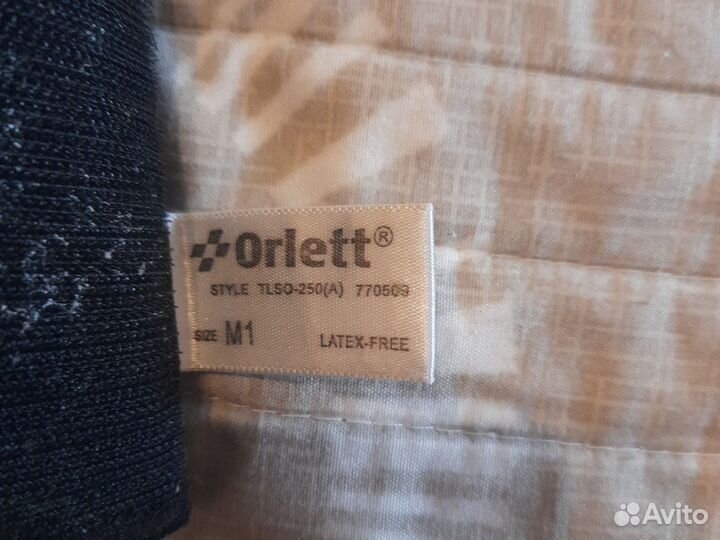 Orlett®
STYLE TLSO-250(A) 770509
SIZE M1 LATEX-FREE
Avito